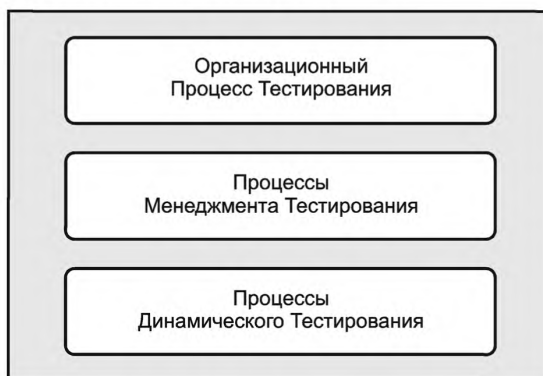 Организационный
Процесс Тестирования
Процессы
Менеджмента Тестирования
Процессы
Динамического Тестирования